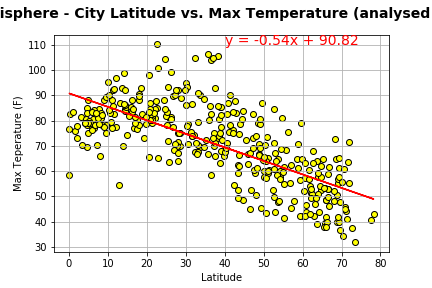 isphere - City Latitude vs. Max Temperature (analysed
y = -0.54x + 90.82
110
100
90
80
70
60
50
40
30
Max Teperature (F)
0 10 20 30 40 50 60 70 80
Latitude